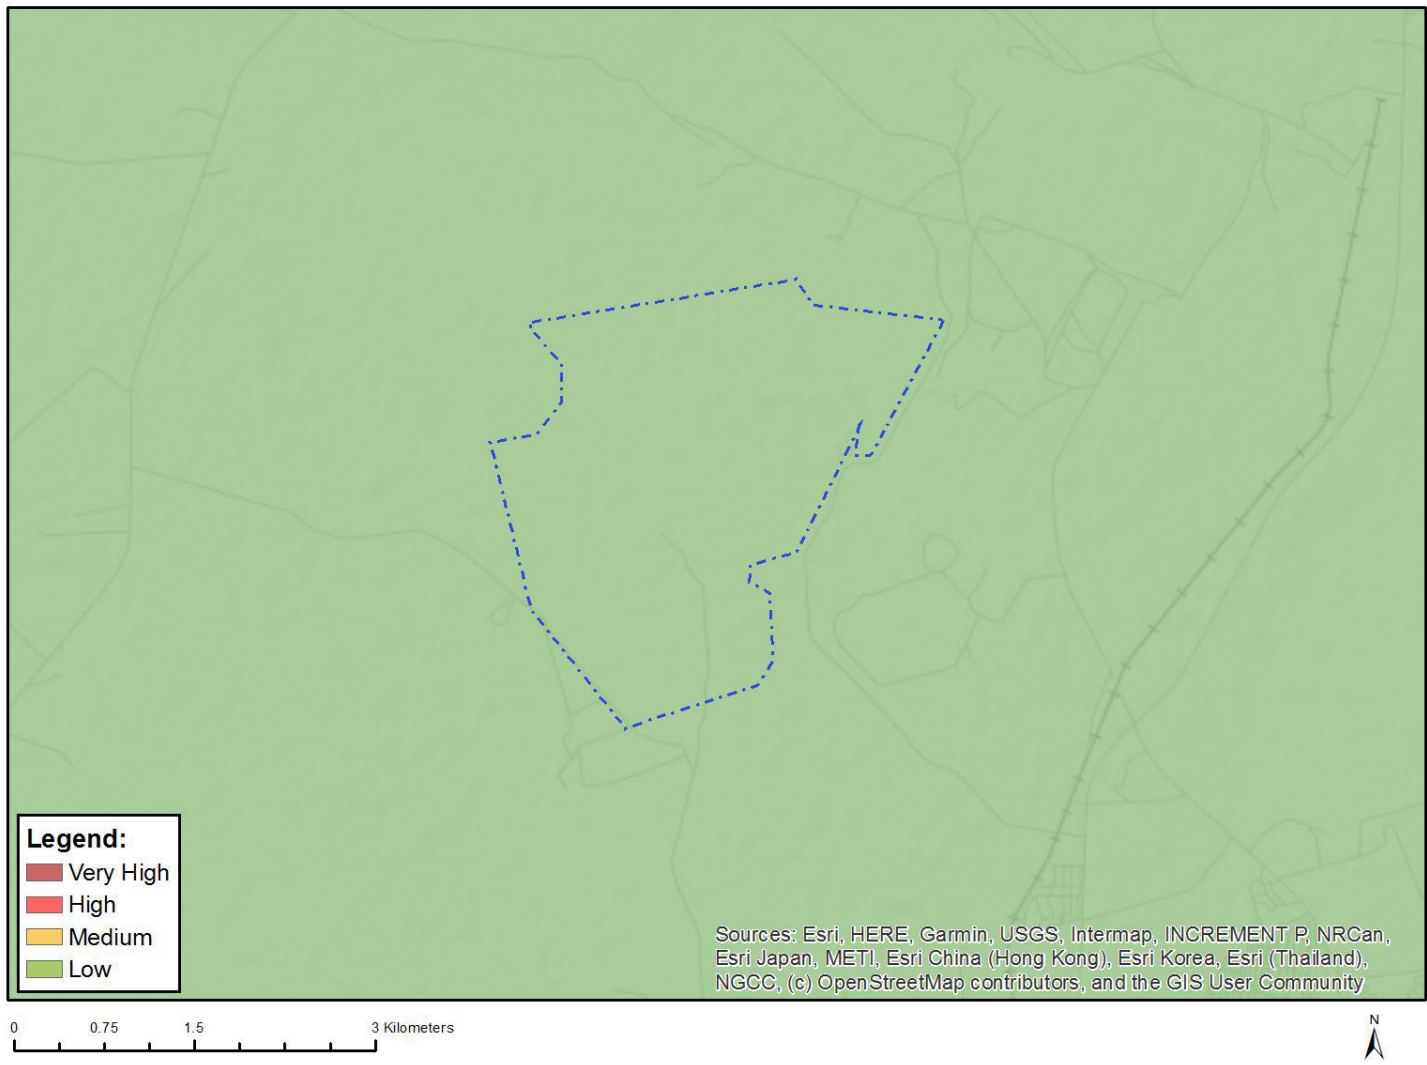 Legend:
Very High
High
Medium
Low
Sources: Esri, HERE, Garmin, USGS, Intermap, INCREMENT P, NRCan,
Esri Japan, METI, Esri China (Hong Kong), Esri Korea, Esri (Thailand),
NGCC, (c) OpenStreetMap contributors, and the GIS User Community
0 0.75 1.5 3 Kilometers
N